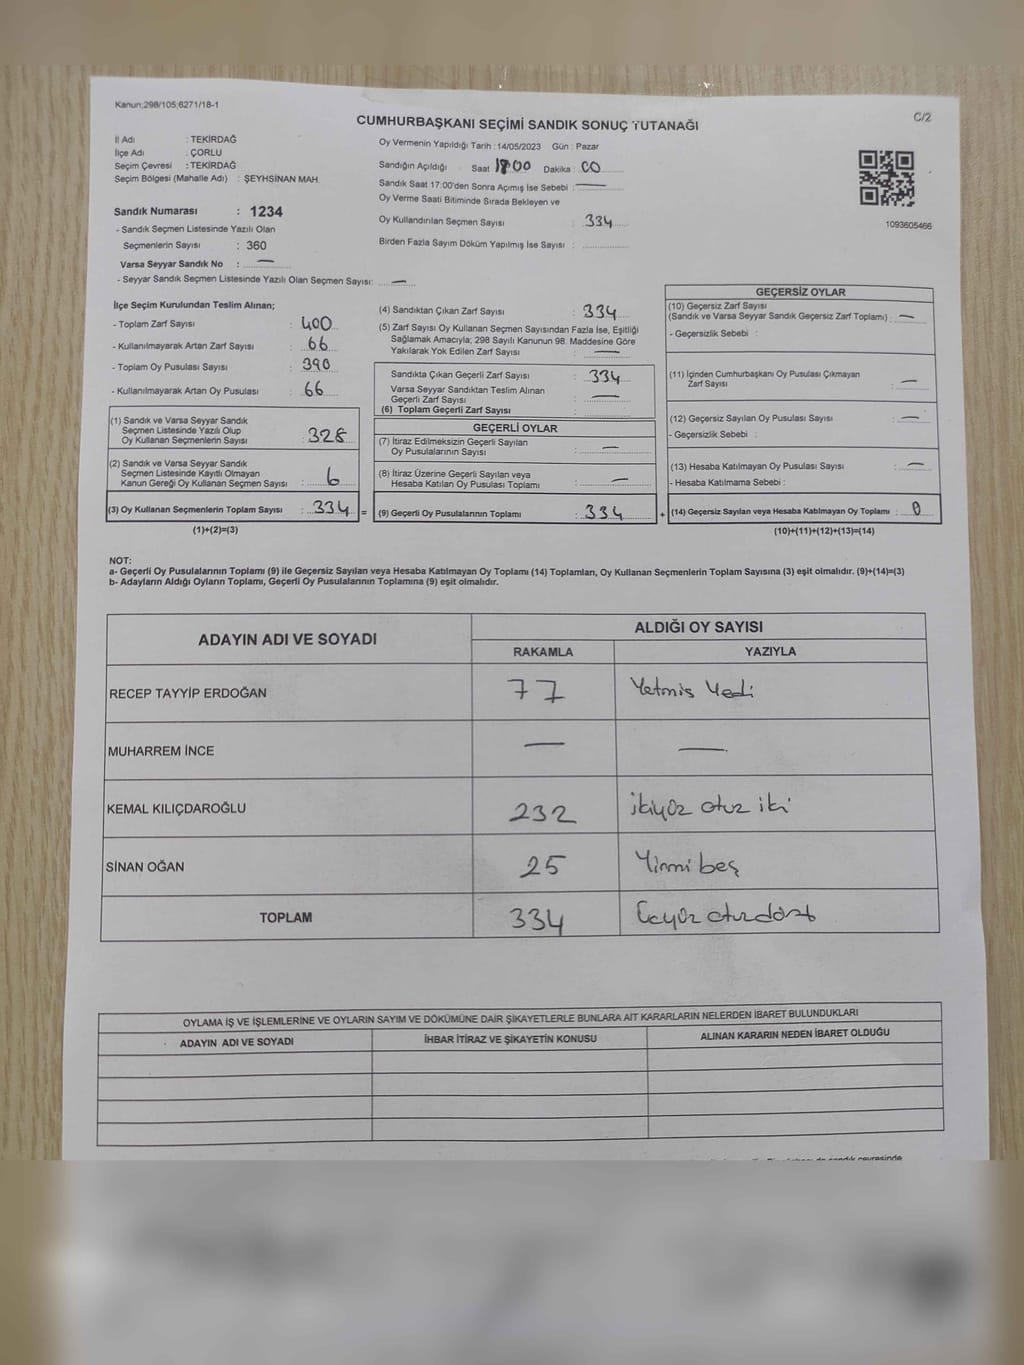 Kanun;298/105;6271/18-1
C/2
CUMHURBAŞKANI SEÇİMİ SANDIK SONUÇ TUTANAĞI
İl Adı : TEKİRDAĞ
İlçe Adı : ÇORLU
Seçim Çevresi : TEKİRDAĞ
Seçim Bölgesi (Mahalle Adı) : ŞEYHSİNAN MAH.
Sandık Numarası : 1234
- Sandık Seçmen Listesinde Yazılı Olan
Seçmenlerin Sayısı : 360
Varsa Seyyar Sandık No : —
- Seyyar Sandık Seçmen Listesinde Yazılı Olan Seçmen Sayısı: —
Oy Vermenin Yapıldığı Tarih : 14/05/2023 Gün : Pazar
Sandığın Açıldığı Saat Dakika : 00
Sandık Saat 17:00'den Sonra Açımış İse Sebebi : —
Oy Verme Saati Bitiminde Sırada Bekleyen ve
Oy Kullandırılan Seçmen Sayısı : 334
Birden Fazla Sayım Döküm Yapılmış İse Sayısı :
1093605466
İlçe Seçim Kurulundan Teslim Alınan;
- Toplam Zarf Sayısı : 400
- Kullanılmayarak Artan Zarf Sayısı : 66
- Toplam Oy Pusulası Sayısı : 390
- Kullanılmayarak Artan Oy Pusulası : 66
(1) Sandık ve Varsa Seyyar Sandık
Seçmen Listesinde Yazılı Olup
Oy Kullanan Seçmenlerin Sayısı : 328
(2) Sandık ve Varsa Seyyar Sandık
Seçmen Listesinde Kayıtlı Olmayan
Kanun Gereği Oy Kullanan Seçmen Sayısı : 6
(3) Oy Kullanan Seçmenlerin Toplam Sayısı : 334 =
(1)+(2)=(3)
(4) Sandıktan Çıkan Zarf Sayısı : 334
(5) Zarf Sayısı Oy Kullanan Seçmen Sayısından Fazla İse, Eşitliği
Sağlamak Amacıyla; 298 Sayılı Kanunun 98. Maddesine Göre
Yakılarak Yok Edilen Zarf Sayısı : —
Sandıkta Çıkan Geçerli Zarf Sayısı : 334
Varsa Seyyar Sandıktan Teslim Alınan
Geçerli Zarf Sayısı : —
(6) Toplam Geçerli Zarf Sayısı :
GEÇERLİ OYLAR
(7) İtiraz Edilmeksizin Geçerli Sayılan
Oy Pusulalarının Sayısı : —
(8) İtiraz Üzerine Geçerli Sayılan veya
Hesaba Katılan Oy Pusulası Toplamı : —
(9) Geçerli Oy Pusulalarının Toplamı : 334 +
GEÇERSİZ OYLAR
(10) Geçersiz Zarf Sayısı
(Sandık ve Varsa Seyyar Sandık Geçersiz Zarf Toplamı) : —
- Geçersizlik Sebebi :
(11) İçinden Cumhurbaşkanı Oy Pusulası Çıkmayan
Zarf Sayısı : —
(12) Geçersiz Sayılan Oy Pusulası Sayısı : —
- Geçersizlik Sebebi :
(13) Hesaba Katılmayan Oy Pusulası Sayısı : —
- Hesaba Katılmama Sebebi :
(14) Geçersiz Sayılan veya Hesaba Katılmayan Oy Toplamı : 0
(10)+(11)+(12)+(13)=(14)
NOT:
a- Geçerli Oy Pusulalarının Toplamı (9) ile Geçersiz Sayılan veya Hesaba Katılmayan Oy Toplamı (14) Toplamları, Oy Kullanan Seçmenlerin Toplam Sayısına (3) eşit olmalıdır. (9)+(14)=(3)
b- Adayların Aldığı Oyların Toplamı, Geçerli Oy Pusulalarının Toplamına (9) eşit olmalıdır.
ADAYIN ADI VE SOYADI ALDIĞI OY SAYISI
RAKAMLA YAZIYLA
RECEP TAYYİP ERDOĞAN 77 Yetmis Yedi
MUHARREM İNCE — —
KEMAL KILIÇDAROĞLU 232 ikiyüz otuz iki
SİNAN OĞAN 25 Yirmi beş
TOPLAM 334 Üçyüz otuzdört
OYLAMA İŞ VE İŞLEMLERİNE VE OYLARIN SAYIM VE DÖKÜMÜNE DAİR ŞİKAYETLERLE BUNLARA AİT KARARLARIN NELERDEN İBARET BULUNDUKLARI
ADAYIN ADI VE SOYADI İHBAR İTİRAZ VE ŞİKAYETİN KONUSU ALINAN KARARIN NEDEN İBARET OLDUĞU